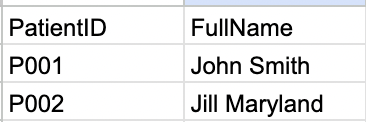 PatientID FullName
P001 John Smith
P002 Jill Maryland